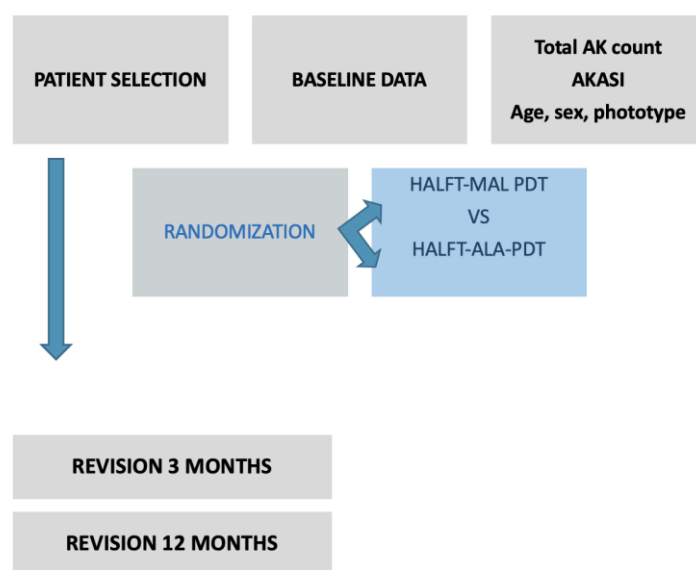 PATIENT SELECTION
BASELINE DATA
Total AK count
AKASI
Age, sex, phototype
RANDOMIZATION
HALFT-MAL PDT
VS
HALFT-ALA-PDT
REVISION 3 MONTHS
REVISION 12 MONTHS